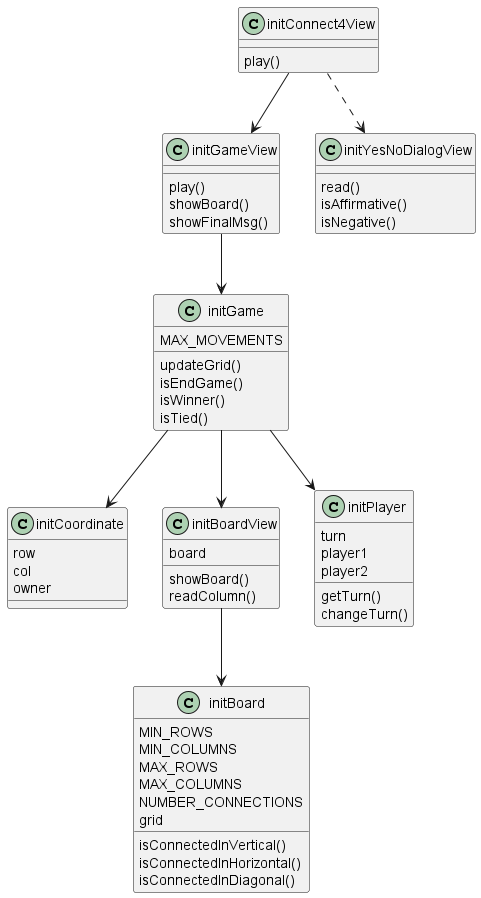 C initConnect4View
play()
C initGameView
play()
showBoard()
showFinalMsg()
C initYesNoDialogView
read()
isAffirmative()
isNegative()
C initGame
MAX_MOVEMENTS
updateGrid()
isEndGame()
isWinner()
isTied()
C initCoordinate
row
col
owner
C initBoardView
board
showBoard()
readColumn()
C initPlayer
turn
player1
player2
getTurn()
changeTurn()
C initBoard
MIN_ROWS
MIN_COLUMNS
MAX_ROWS
MAX_COLUMNS
NUMBER_CONNECTIONS
grid
isConnectedInVertical()
isConnectedInHorizontal()
isConnectedInDiagonal()